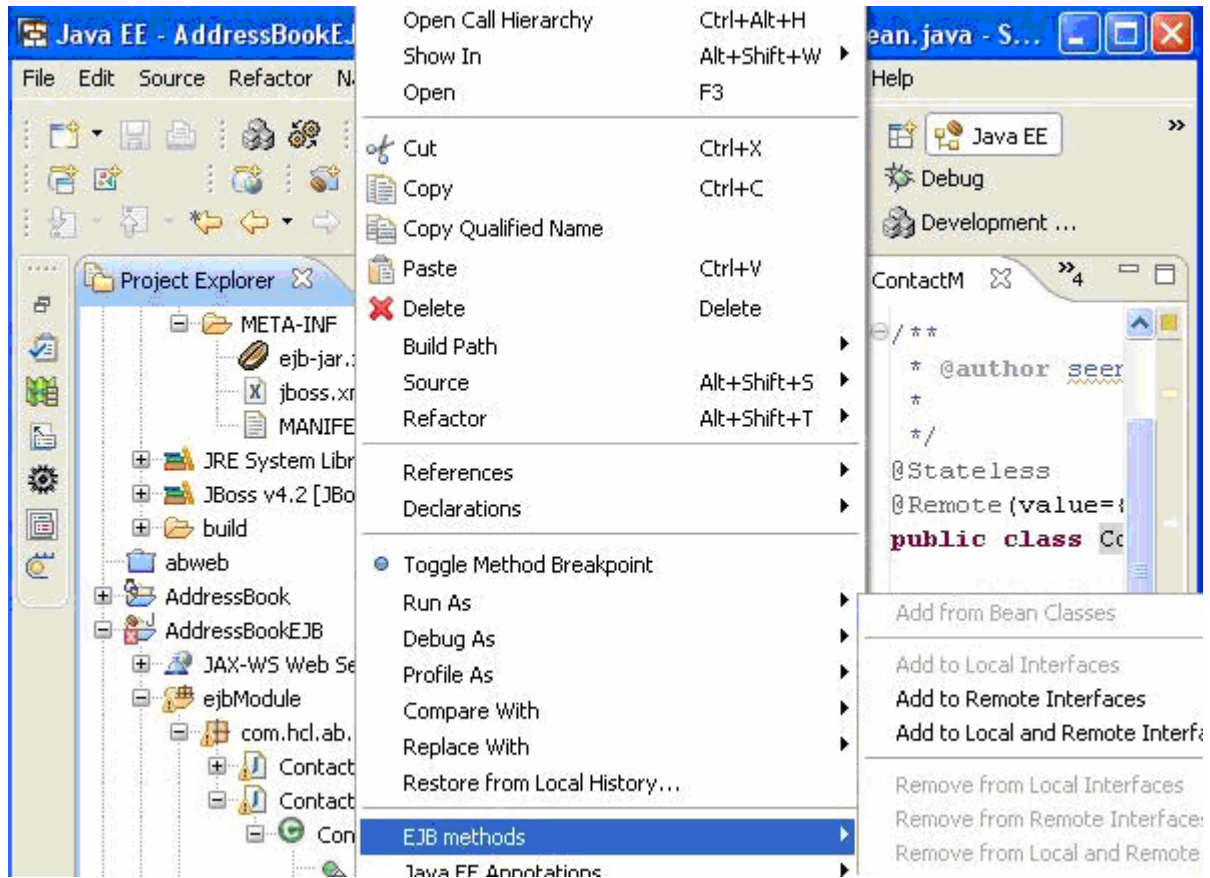 Java EE - AddressBookEJ
ean.java - S...
File Edit Source Refactor Na
Help
Java EE
Debug
Development ...
Project Explorer
META-INF
ejb-jar.
jboss.xr
MANIFE
JRE System Libr
JBoss v4.2 [JBo
build
abweb
AddressBook
AddressBookEJB
JAX-WS Web Se
ejbModule
com.hcl.ab.
Contact
Contact
Con
Open Call Hierarchy Ctrl+Alt+H
Show In Alt+Shift+W
Open F3
Cut Ctrl+X
Copy Ctrl+C
Copy Qualified Name
Paste Ctrl+V
Delete Delete
Build Path
Source Alt+Shift+S
Refactor Alt+Shift+T
References
Declarations
Toggle Method Breakpoint
Run As
Debug As
Profile As
Compare With
Replace With
Restore from Local History...
EJB methods
Java EE Annotations
ContactM
4
/**
* @author seer
*
*/
@Stateless
@Remote(value={
public class Co
Add from Bean Classes
Add to Local Interfaces
Add to Remote Interfaces
Add to Local and Remote Interfa
Remove from Local Interfaces
Remove from Remote Interfaces
Remove from Local and Remote